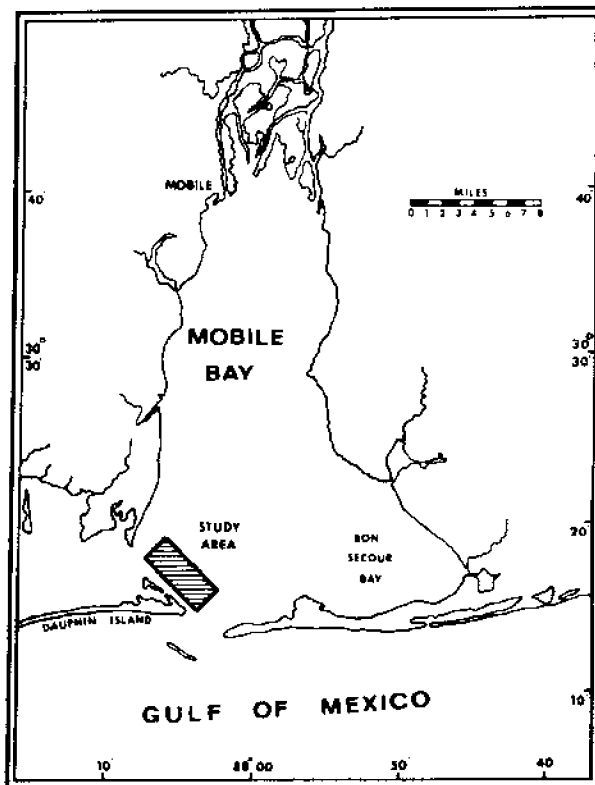 MOBILE
MILES
0 1 2 3 4 5 6 7 8
40'
40'
MOBILE
BAY
30°
30'
30°
30'
STUDY
AREA
BON
SECOUR
BAY
20'
DAUPHIN ISLAND
GULF OF MEXICO
10'
10'
88°00
50'
40'